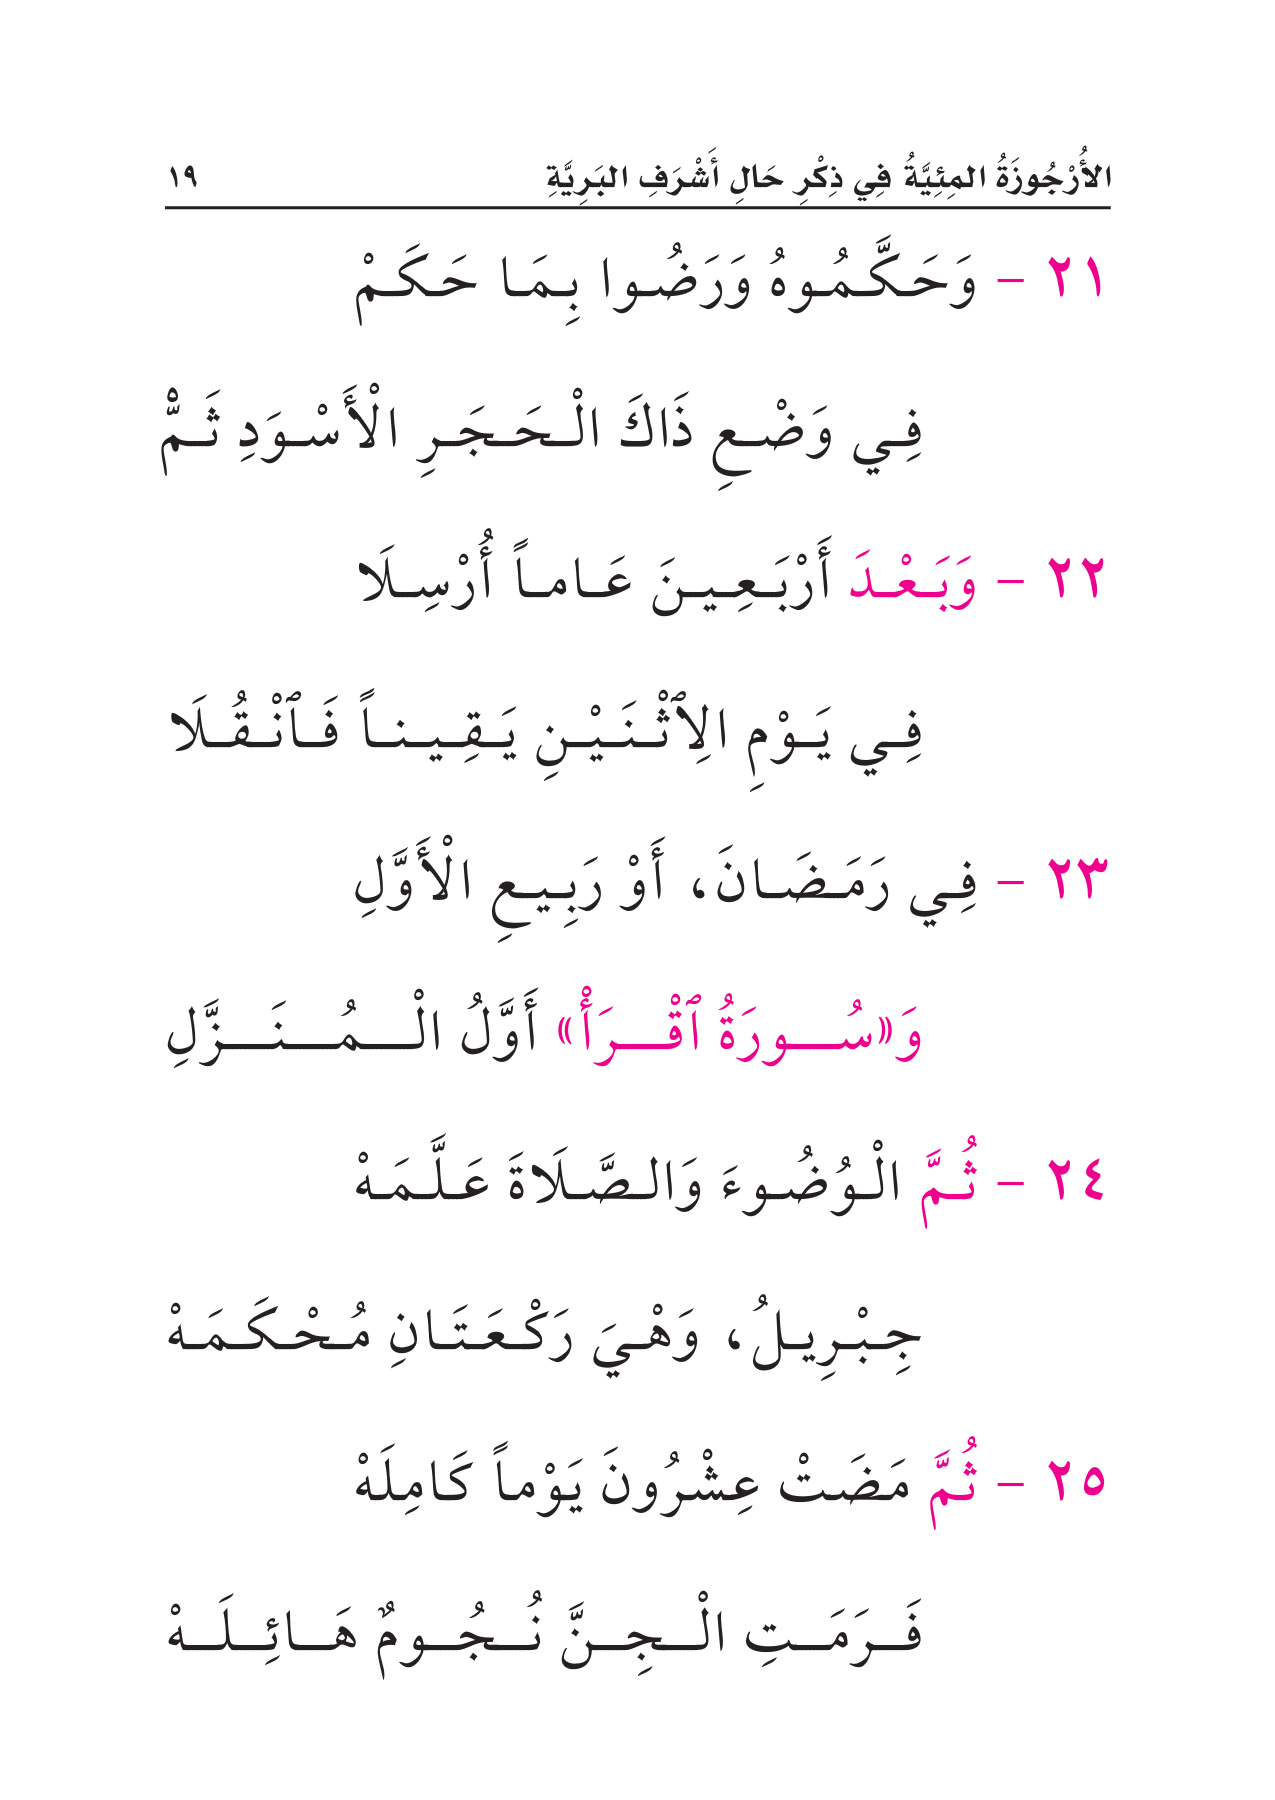 الأُرْجُوزَةُ المِئِيَّةُ فِي ذِكْرِ حَالِ أَشْرَفِ البَرِيَّةِ ١٩
٢١ - وَحَكَّمُوهُ وَرَضُوا بِمَا حَكَمْ
فِي وَضْعِ ذَاكَ الْحَجَرِ الْأَسْوَدِ ثَمّْ
٢٢ - وَبَعْدَ أَرْبَعِينَ عَاماً أُرْسِلَا
فِي يَوْمِ الِٱثْنَيْنِ يَقِيناً فَٱنْقُلَا
٢٣ - فِي رَمَضَانَ، أَوْ رَبِيعِ الْأَوَّلِ
وَ«سُورَةُ ٱقْرَأْ» أَوَّلُ الْمُنَزَّلِ
٢٤ - ثُمَّ الْوُضُوءَ وَالصَّلَاةَ عَلَّمَهْ
جِبْرِيلُ، وَهْيَ رَكْعَتَانِ مُحْكَمَهْ
٢٥ - ثُمَّ مَضَتْ عِشْرُونَ يَوْماً كَامِلَهْ
فَرَمَتِ الْجِنَّ نُجُومٌ هَائِلَهْ